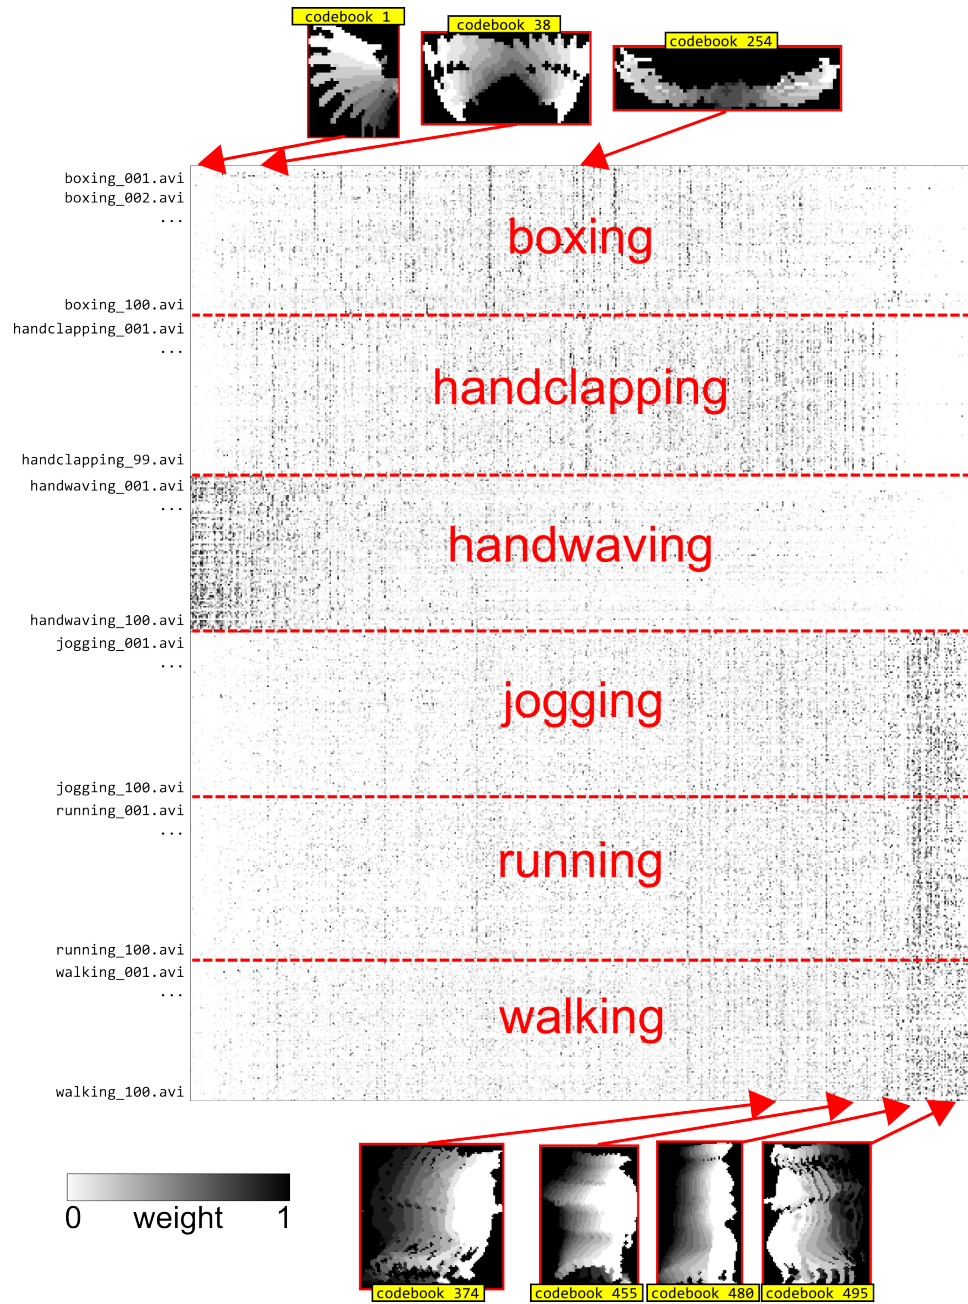 codebook 1
codebook 38
codebook 254
boxing_001.avi
boxing_002.avi
...
boxing
boxing_100.avi
handclapping_001.avi
...
handclapping
handclapping_99.avi
handwaving_001.avi
...
handwaving
handwaving_100.avi
jogging_001.avi
...
jogging
jogging_100.avi
running_001.avi
...
running
running_100.avi
walking_001.avi
...
walking
walking_100.avi
0 weight 1
codebook 374
codebook 455
codebook 480
codebook 495